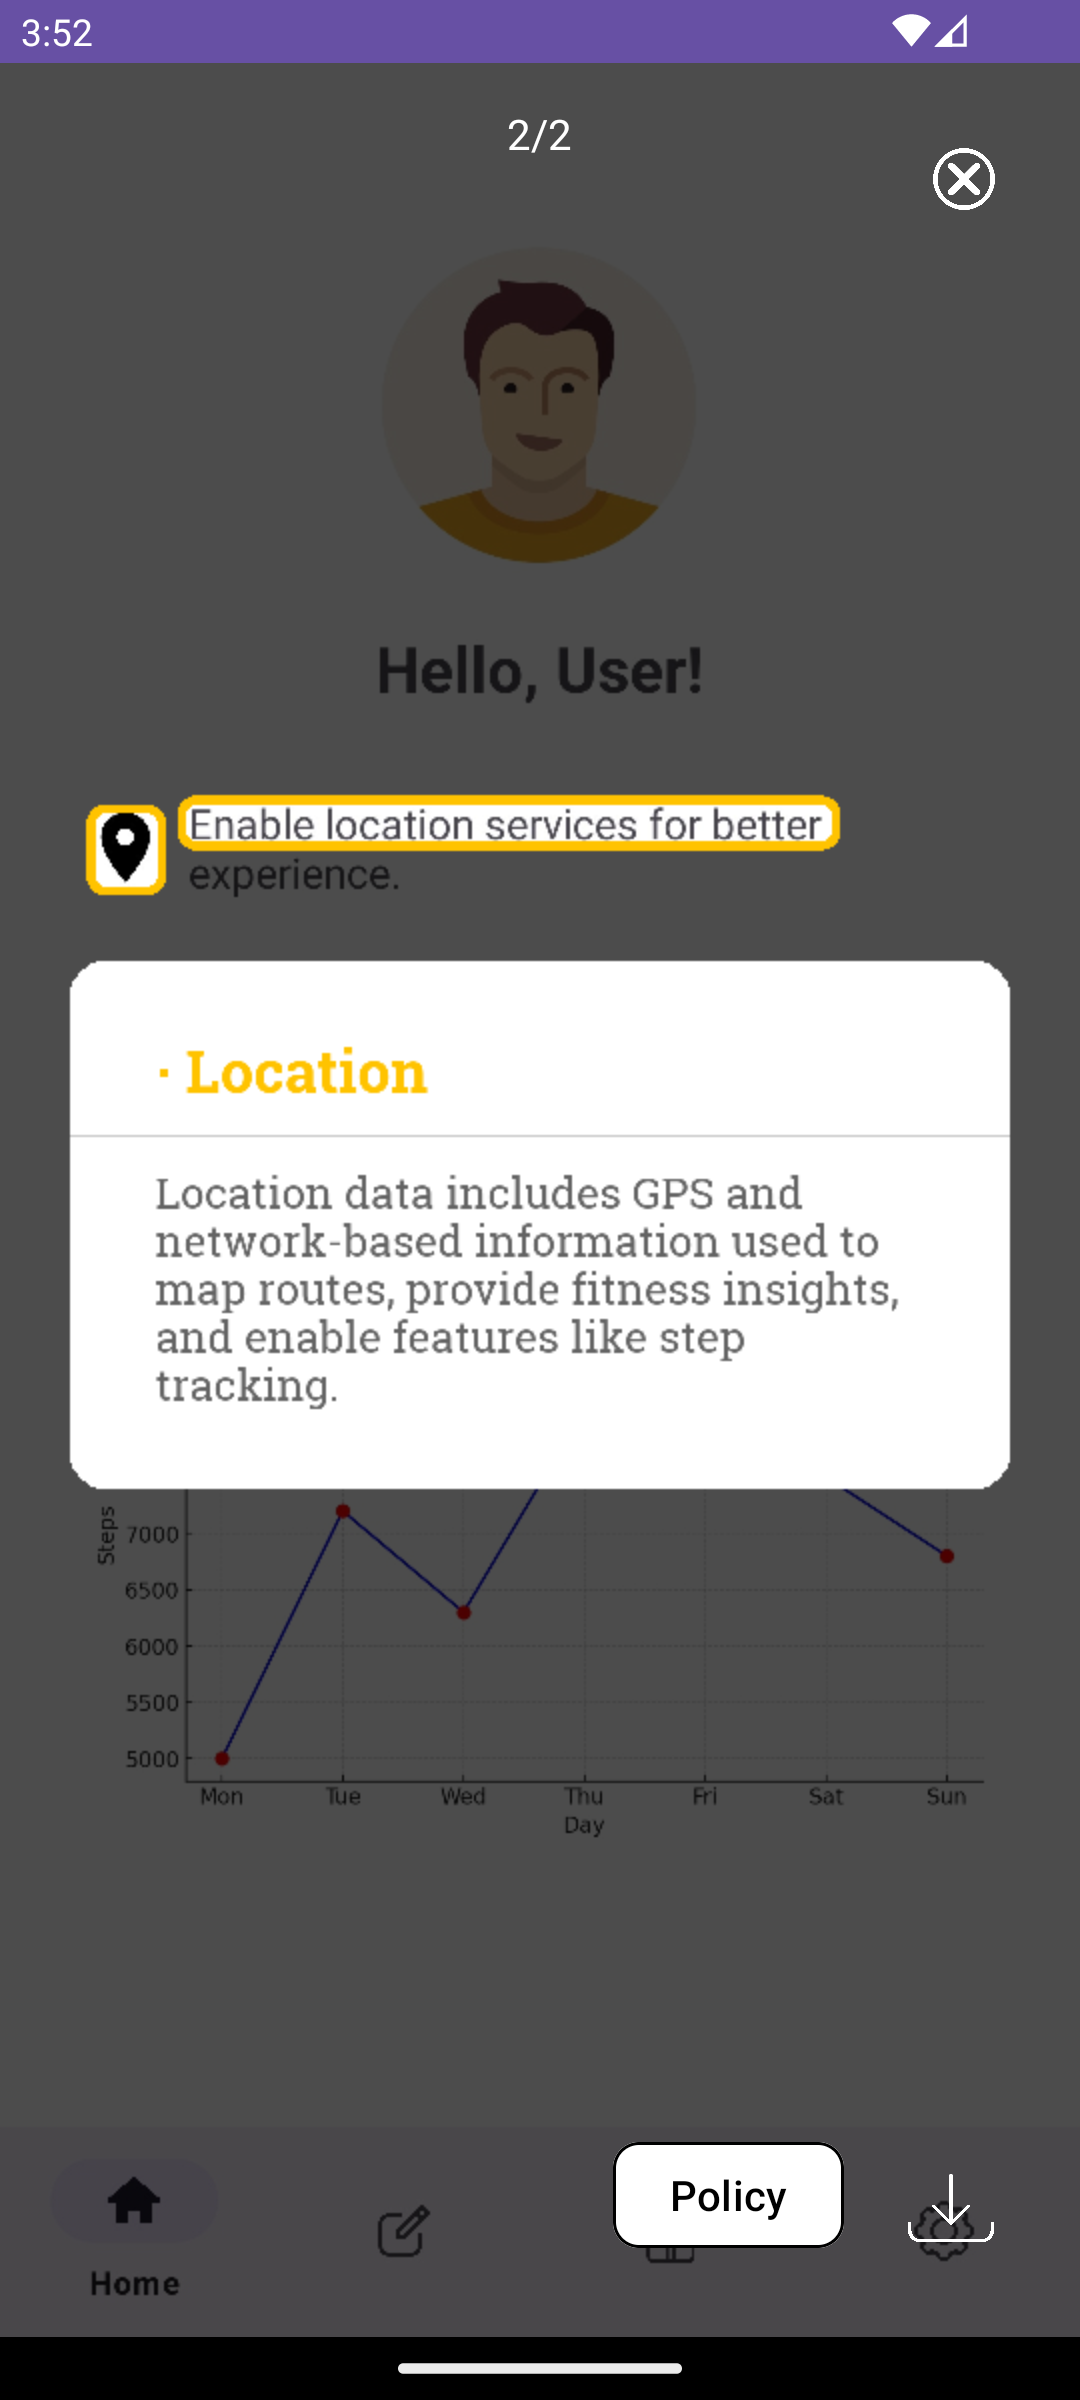 3:52
2/2
Hello, User!
Enable location services for better
experience.
· Location
Location data includes GPS and
network-based information used to
map routes, provide fitness insights,
and enable features like step
tracking.
Steps
7000
6500
6000
5500
5000
Mon Tue Wed Thu Fri Sat Sun
Day
Policy
Home